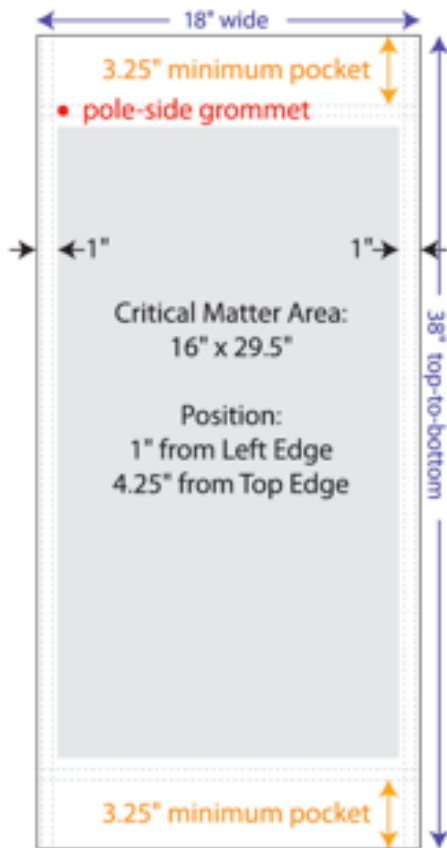 18" wide
3.25" minimum pocket
pole-side grommet
1"
1"
Critical Matter Area:
16" x 29.5"
Position:
1" from Left Edge
4.25" from Top Edge
38" top-to-bottom
3.25" minimum pocket